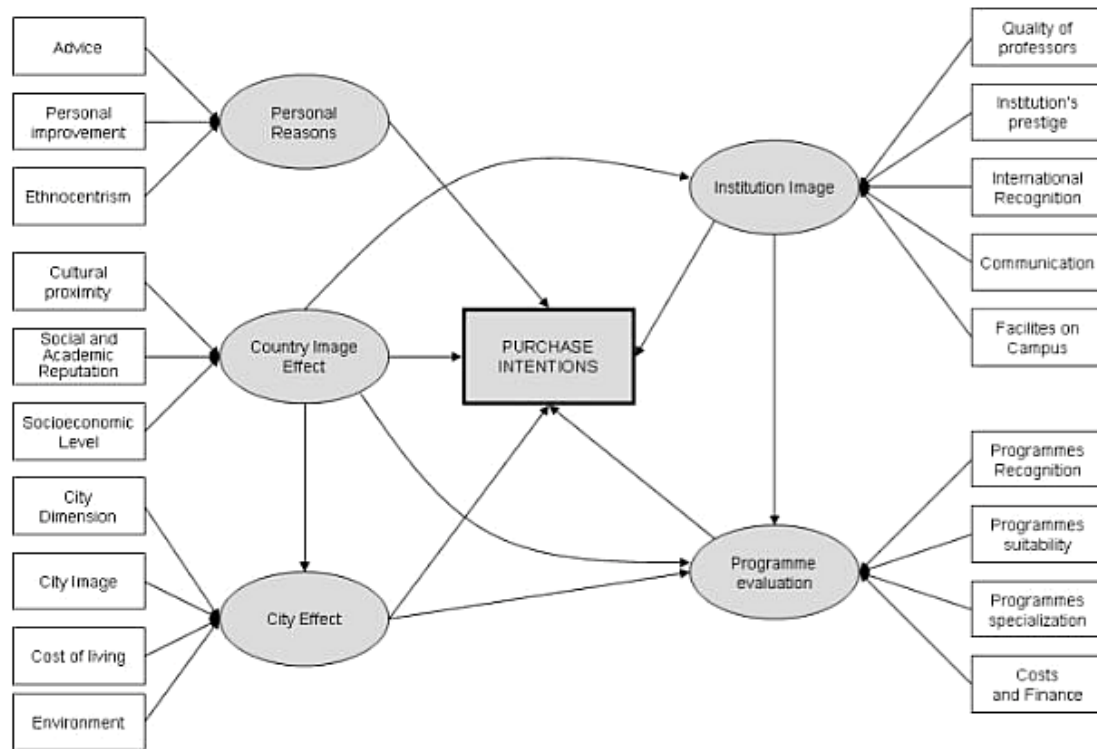 Advice
Personal
improvement
Ethnocentrism
Personal
Reasons
Cultural
proximity
Social and
Academic
Reputation
Socioeconomic
Level
Country Image
Effect
City
Dimension
City Image
Cost of living
Environment
City Effect
PURCHASE
INTENTIONS
Institution Image
Quality of
professors
Institution's
prestige
International
Recognition
Communication
Facilites on
Campus
Programme
evaluation
Programmes
Recognition
Programmes
suitability
Programmes
specialization
Costs
and Finance